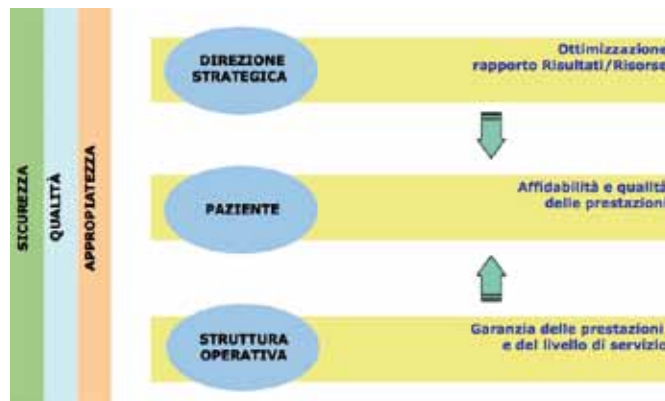 SICUREZZA
QUALITÀ
APPROPIATEZZA
DIREZIONE
STRATEGICA
Ottimizzazione
rapporto Risultati/Risorse
PAZIENTE
Affidabilità e qualità
delle prestazioni
STRUTTURA
OPERATIVA
Garanzia delle prestazioni
e del livello di servizio